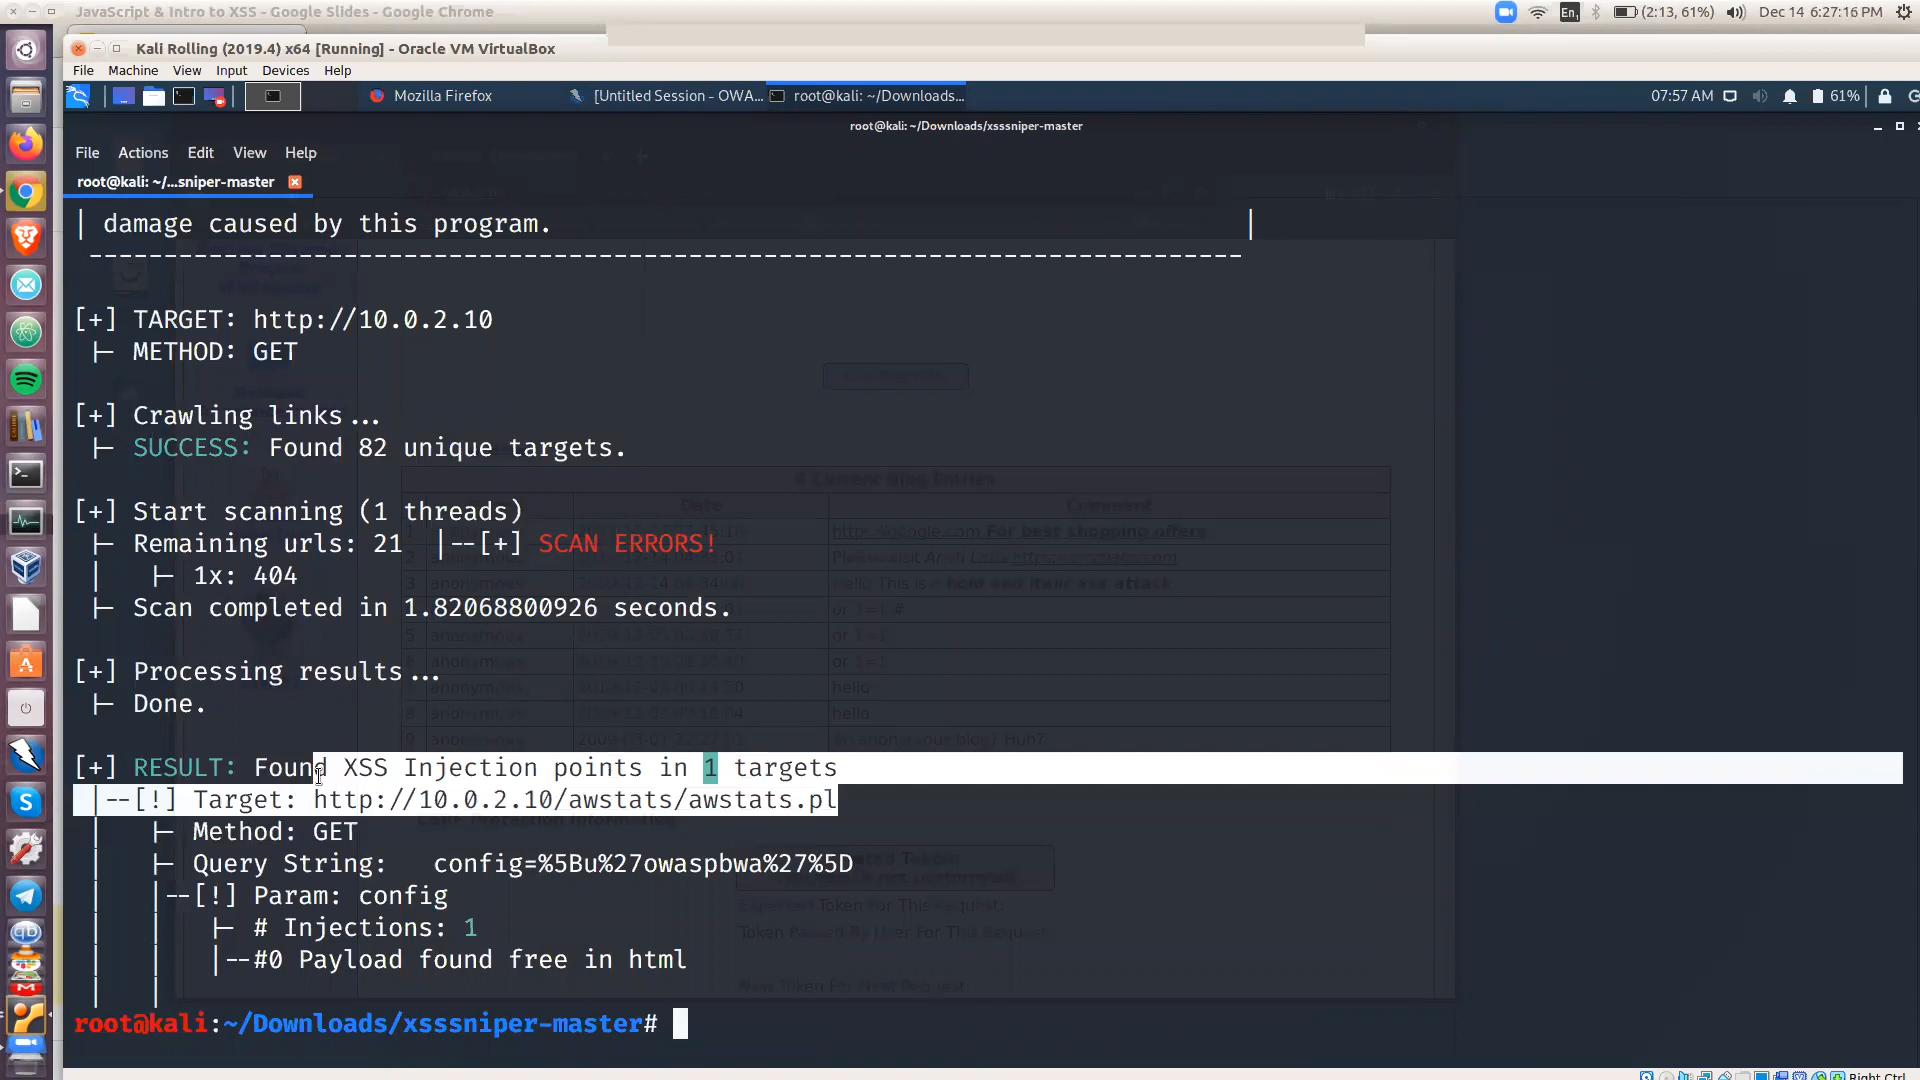 JavaScript & Intro to XSS - Google Slides - Google Chrome
En1
(2:13, 61%)
Dec 14 6:27:16 PM
Kali Rolling (2019.4) x64 [Running] - Oracle VM VirtualBox
File Machine View Input Devices Help
Mozilla Firefox
[Untitled Session - OWA...
root@kali: ~/Downloads...
07:57 AM
61%
root@kali: ~/Downloads/xsssniper-master
File Actions Edit View Help
root@kali: ~/...sniper-master
| damage caused by this program. |
-----------------------------------------------------------------------------
[+] TARGET: http://10.0.2.10
├ METHOD: GET
[+] Crawling links...
├ SUCCESS: Found 82 unique targets.
[+] Start scanning (1 threads)
├ Remaining urls: 21 |--[+] SCAN ERRORS!
| ├ 1x: 404
├ Scan completed in 1.82068800926 seconds.
[+] Processing results...
├ Done.
[+] RESULT: Found XSS Injection points in 1 targets
|--[!] Target: http://10.0.2.10/awstats/awstats.pl
| ├ Method: GET
| ├ Query String: config=%5Bu%27owaspbwa%27%5D
| |--[!] Param: config
| | ├ # Injections: 1
| | |--#0 Payload found free in html
| |
root@kali:~/Downloads/xsssniper-master#
Right Ctrl